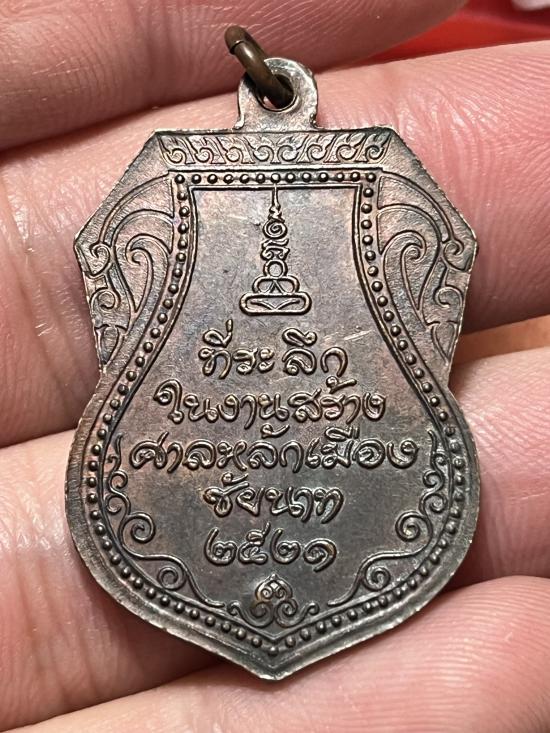 ที่ระลึก
ในงานสร้าง
ศาลหลักเมือง
ชัยนาท
๒๕๒๑